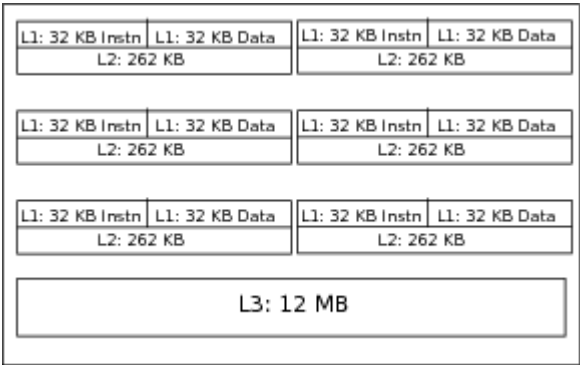 L1: 32 KB Instn L1: 32 KB Data L1: 32 KB Instn L1: 32 KB Data
L2: 262 KB L2: 262 KB
L1: 32 KB Instn L1: 32 KB Data L1: 32 KB Instn L1: 32 KB Data
L2: 262 KB L2: 262 KB
L1: 32 KB Instn L1: 32 KB Data L1: 32 KB Instn L1: 32 KB Data
L2: 262 KB L2: 262 KB
L3: 12 MB